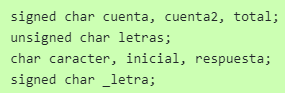 signed char cuenta, cuenta2, total;
unsigned char letras;
char caracter, inicial, respuesta;
signed char _letra;